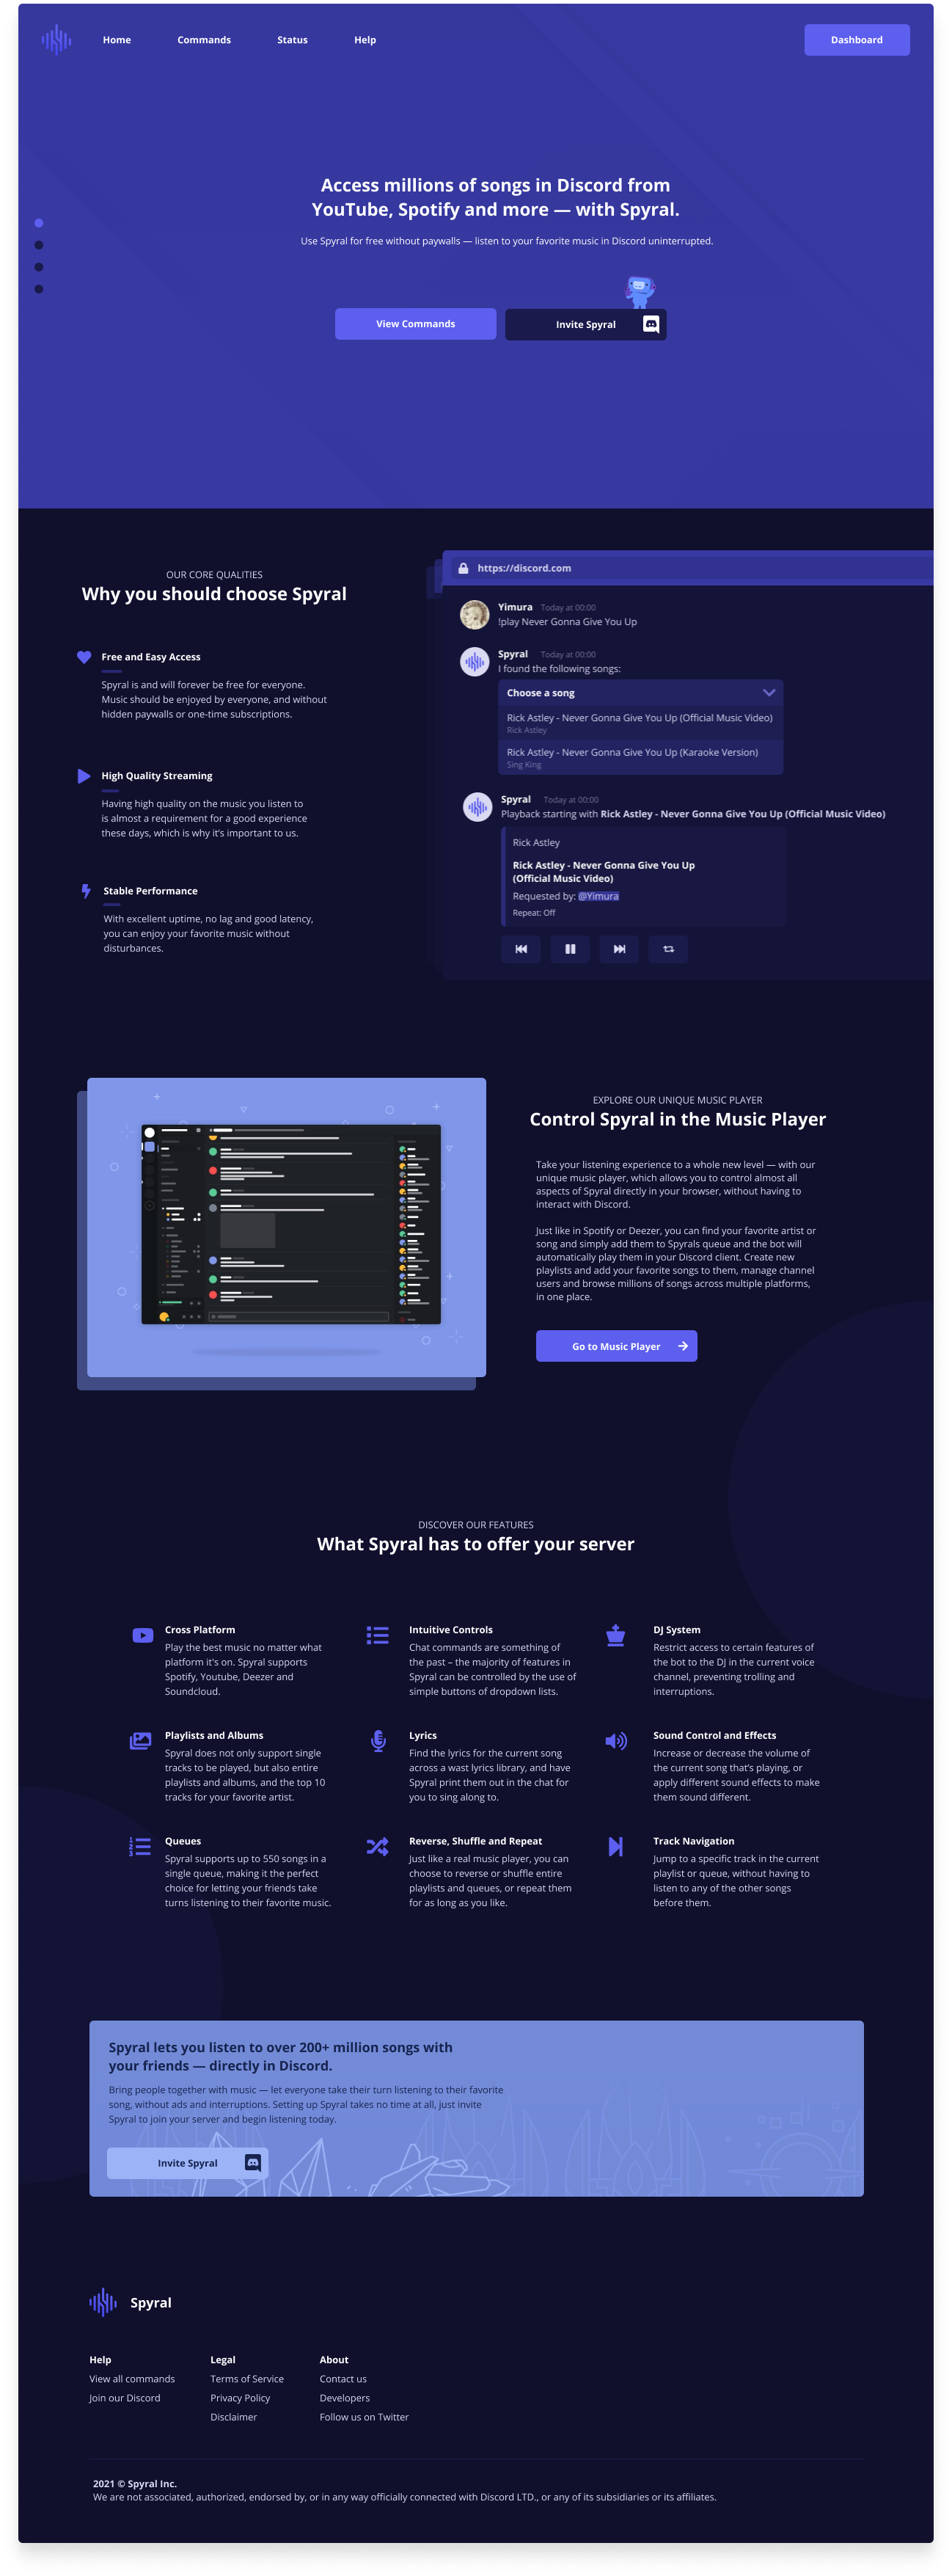 Home
Commands
Status
Help
Dashboard
Access millions of songs in Discord from
YouTube, Spotify and more — with Spyral.
Use Spyral for free without paywalls — listen to your favorite music in Discord uninterrupted.
View Commands
Invite Spyral
OUR CORE QUALITIES
Why you should choose Spyral
Free and Easy Access
Spyral is and will forever be free for everyone.
Music should be enjoyed by everyone, and without
hidden paywalls or one-time subscriptions.
High Quality Streaming
Having high quality on the music you listen to
is almost a requirement for a good experience
these days, which is why it's important to us.
Stable Performance
With excellent uptime, no lag and good latency,
you can enjoy your favorite music without
disturbances.
https://discord.com
Yimura Today at 00:00
!play Never Gonna Give You Up
Spyral Today at 00:00
I found the following songs:
Choose a song
Rick Astley - Never Gonna Give You Up (Official Music Video)
Rick Astley
Rick Astley - Never Gonna Give You Up (Karaoke Version)
Sing King
Spyral Today at 00:00
Playback starting with Rick Astley - Never Gonna Give You Up (Official Music Video)
Rick Astley
Rick Astley - Never Gonna Give You Up
(Official Music Video)
Requested by: @Yimura
Repeat: Off
EXPLORE OUR UNIQUE MUSIC PLAYER
Control Spyral in the Music Player
Take your listening experience to a whole new level — with our
unique music player, which allows you to control almost all
aspects of Spyral directly in your browser, without having to
interact with Discord.
Just like in Spotify or Deezer, you can find your favorite artist or
song and simply add them to Spyrals queue and the bot will
automatically play them in your Discord client. Create new
playlists and add your favorite songs to them, manage channel
users and browse millions of songs across multiple platforms,
in one place.
Go to Music Player
DISCOVER OUR FEATURES
What Spyral has to offer your server
Cross Platform
Play the best music no matter what
platform it's on. Spyral supports
Spotify, Youtube, Deezer and
Soundcloud.
Intuitive Controls
Chat commands are something of
the past – the majority of features in
Spyral can be controlled by the use of
simple buttons of dropdown lists.
DJ System
Restrict access to certain features of
the bot to the DJ in the current voice
channel, preventing trolling and
interruptions.
Playlists and Albums
Spyral does not only support single
tracks to be played, but also entire
playlists and albums, and the top 10
tracks for your favorite artist.
Lyrics
Find the lyrics for the current song
across a wast lyrics library, and have
Spyral print them out in the chat for
you to sing along to.
Sound Control and Effects
Increase or decrease the volume of
the current song that's playing, or
apply different sound effects to make
them sound different.
Queues
Spyral supports up to 550 songs in a
single queue, making it the perfect
choice for letting your friends take
turns listening to their favorite music.
Reverse, Shuffle and Repeat
Just like a real music player, you can
choose to reverse or shuffle entire
playlists and queues, or repeat them
for as long as you like.
Track Navigation
Jump to a specific track in the current
playlist or queue, without having to
listen to any of the other songs
before them.
Spyral lets you listen to over 200+ million songs with
your friends — directly in Discord.
Bring people together with music — let everyone take their turn listening to their favorite
song, without ads and interruptions. Setting up Spyral takes no time at all, just invite
Spyral to join your server and begin listening today.
Invite Spyral
Spyral
Help
View all commands
Join our Discord
Legal
Terms of Service
Privacy Policy
Disclaimer
About
Contact us
Developers
Follow us on Twitter
2021 © Spyral Inc.
We are not associated, authorized, endorsed by, or in any way officially connected with Discord LTD., or any of its subsidiaries or its affiliates.